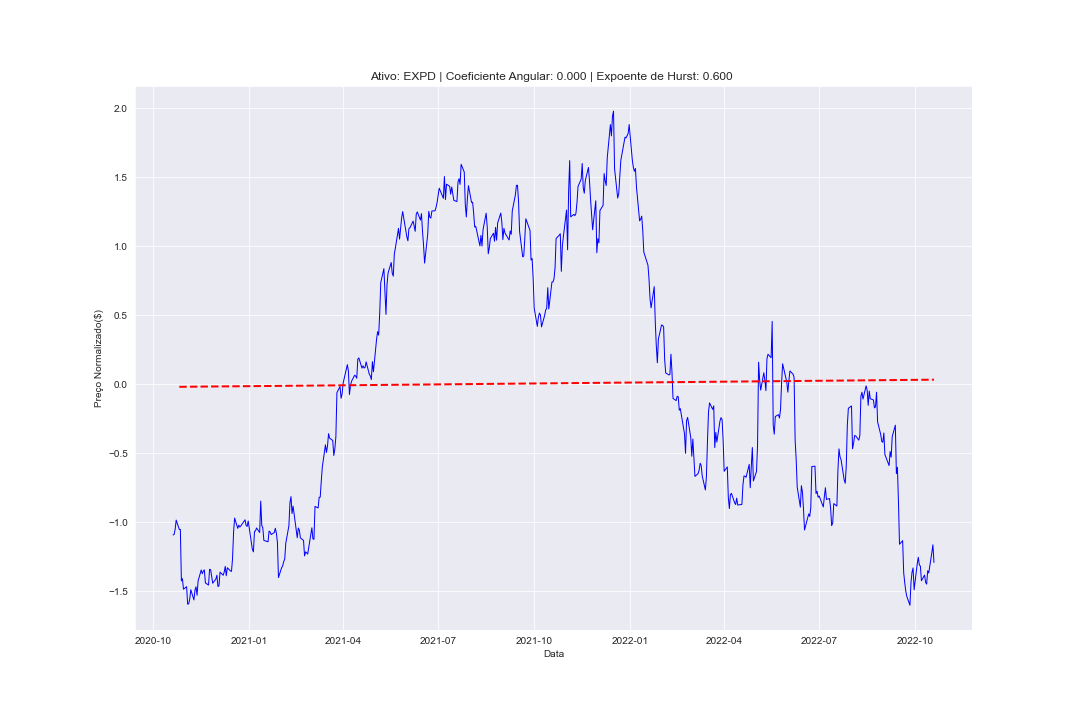 Ativo: EXPD | Coeficiente Angular: 0.000 | Expoente de Hurst: 0.600
2.0
1.5
1.0
0.5
0.0
−0.5
−1.0
−1.5
Preço Normalizado($)
2020-10 2021-01 2021-04 2021-07 2021-10 2022-01 2022-04 2022-07 2022-10
Data